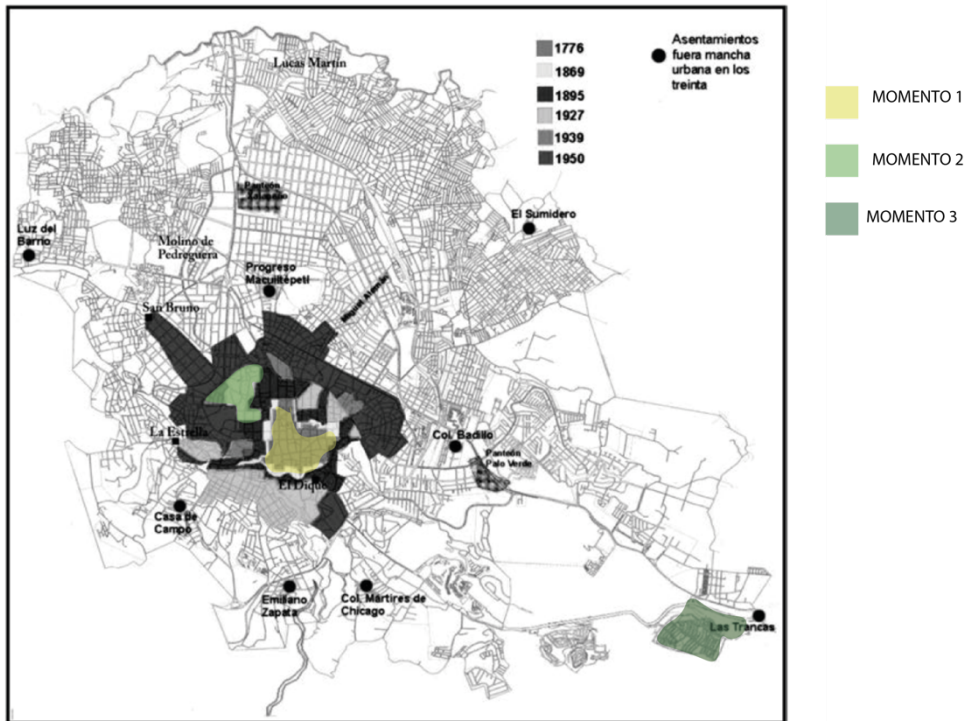 Lucas Martín
1776
1869
1895
1927
1939
1950
Asentamientos
fuera mancha
urbana en los
treinta
MOMENTO 1
MOMENTO 2
MOMENTO 3
Panteón
Luz del
Barrio
Molino de
Pedreguera
El Sumidero
Progreso
Macuiltépetl
Miguel Alemán
San Bruno
La Estrella
Col. Badillo
Panteón
Palo Verde
El Dique
Casa de
Campo
Emiliano
Zapata
Col. Mártires de
Chicago
Las Trancas